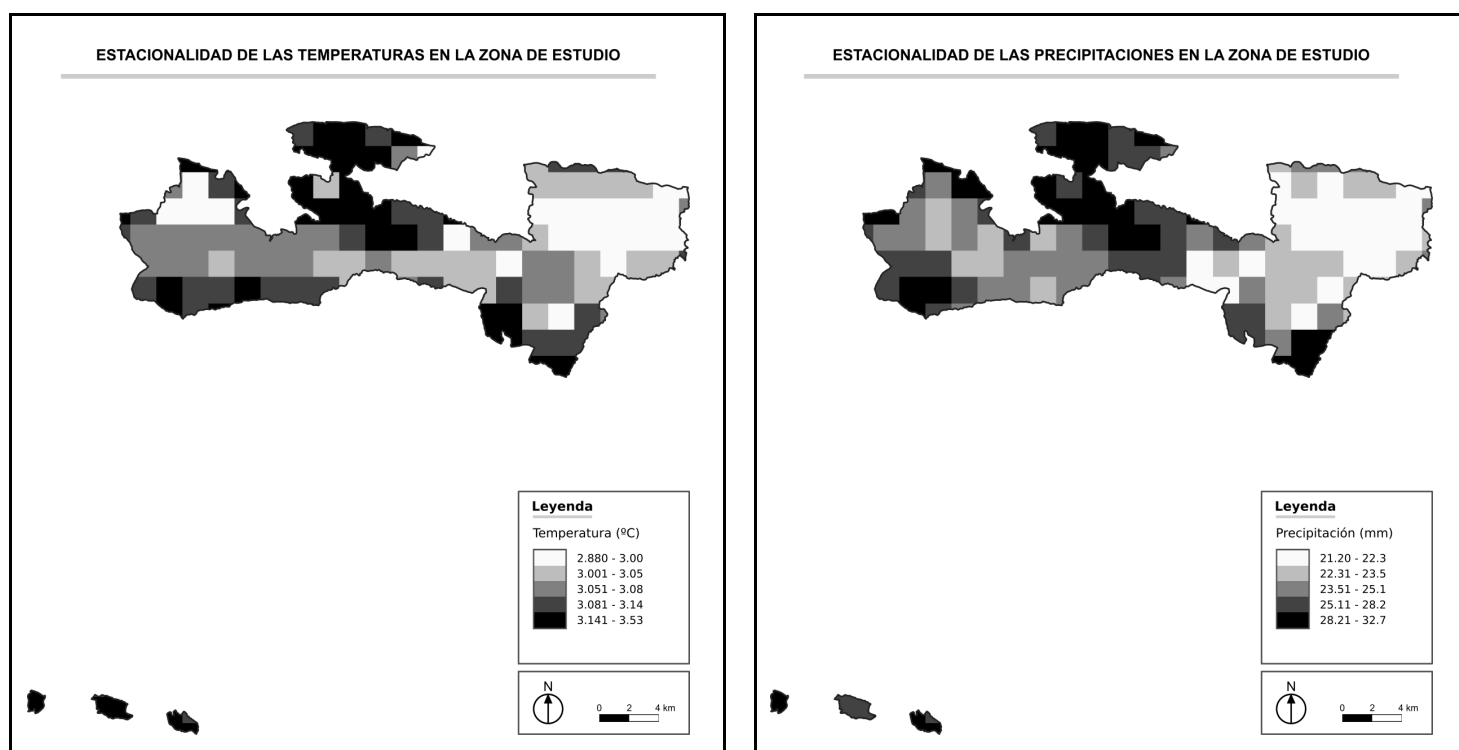 ESTACIONALIDAD DE LAS TEMPERATURAS EN LA ZONA DE ESTUDIO
Leyenda
Temperatura (ºC)
2.880 - 3.00
3.001 - 3.05
3.051 - 3.08
3.081 - 3.14
3.141 - 3.53
N
0 2 4 km
ESTACIONALIDAD DE LAS PRECIPITACIONES EN LA ZONA DE ESTUDIO
Leyenda
Precipitación (mm)
21.20 - 22.3
22.31 - 23.5
23.51 - 25.1
25.11 - 28.2
28.21 - 32.7
N
0 2 4 km